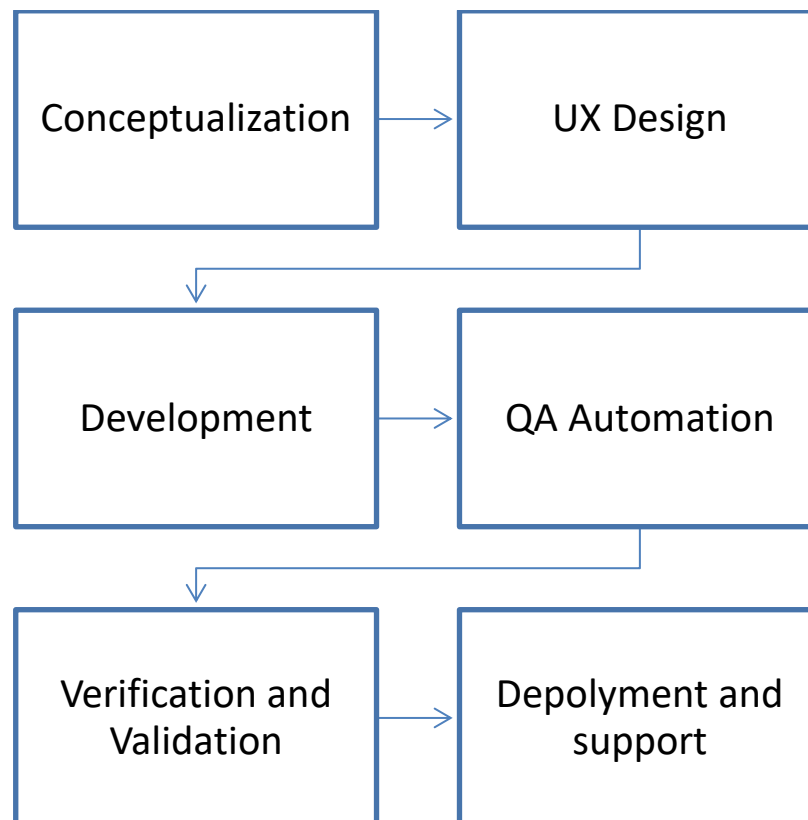 Conceptualization
UX Design
Development
QA Automation
Verification and
Validation
Depolyment and
support